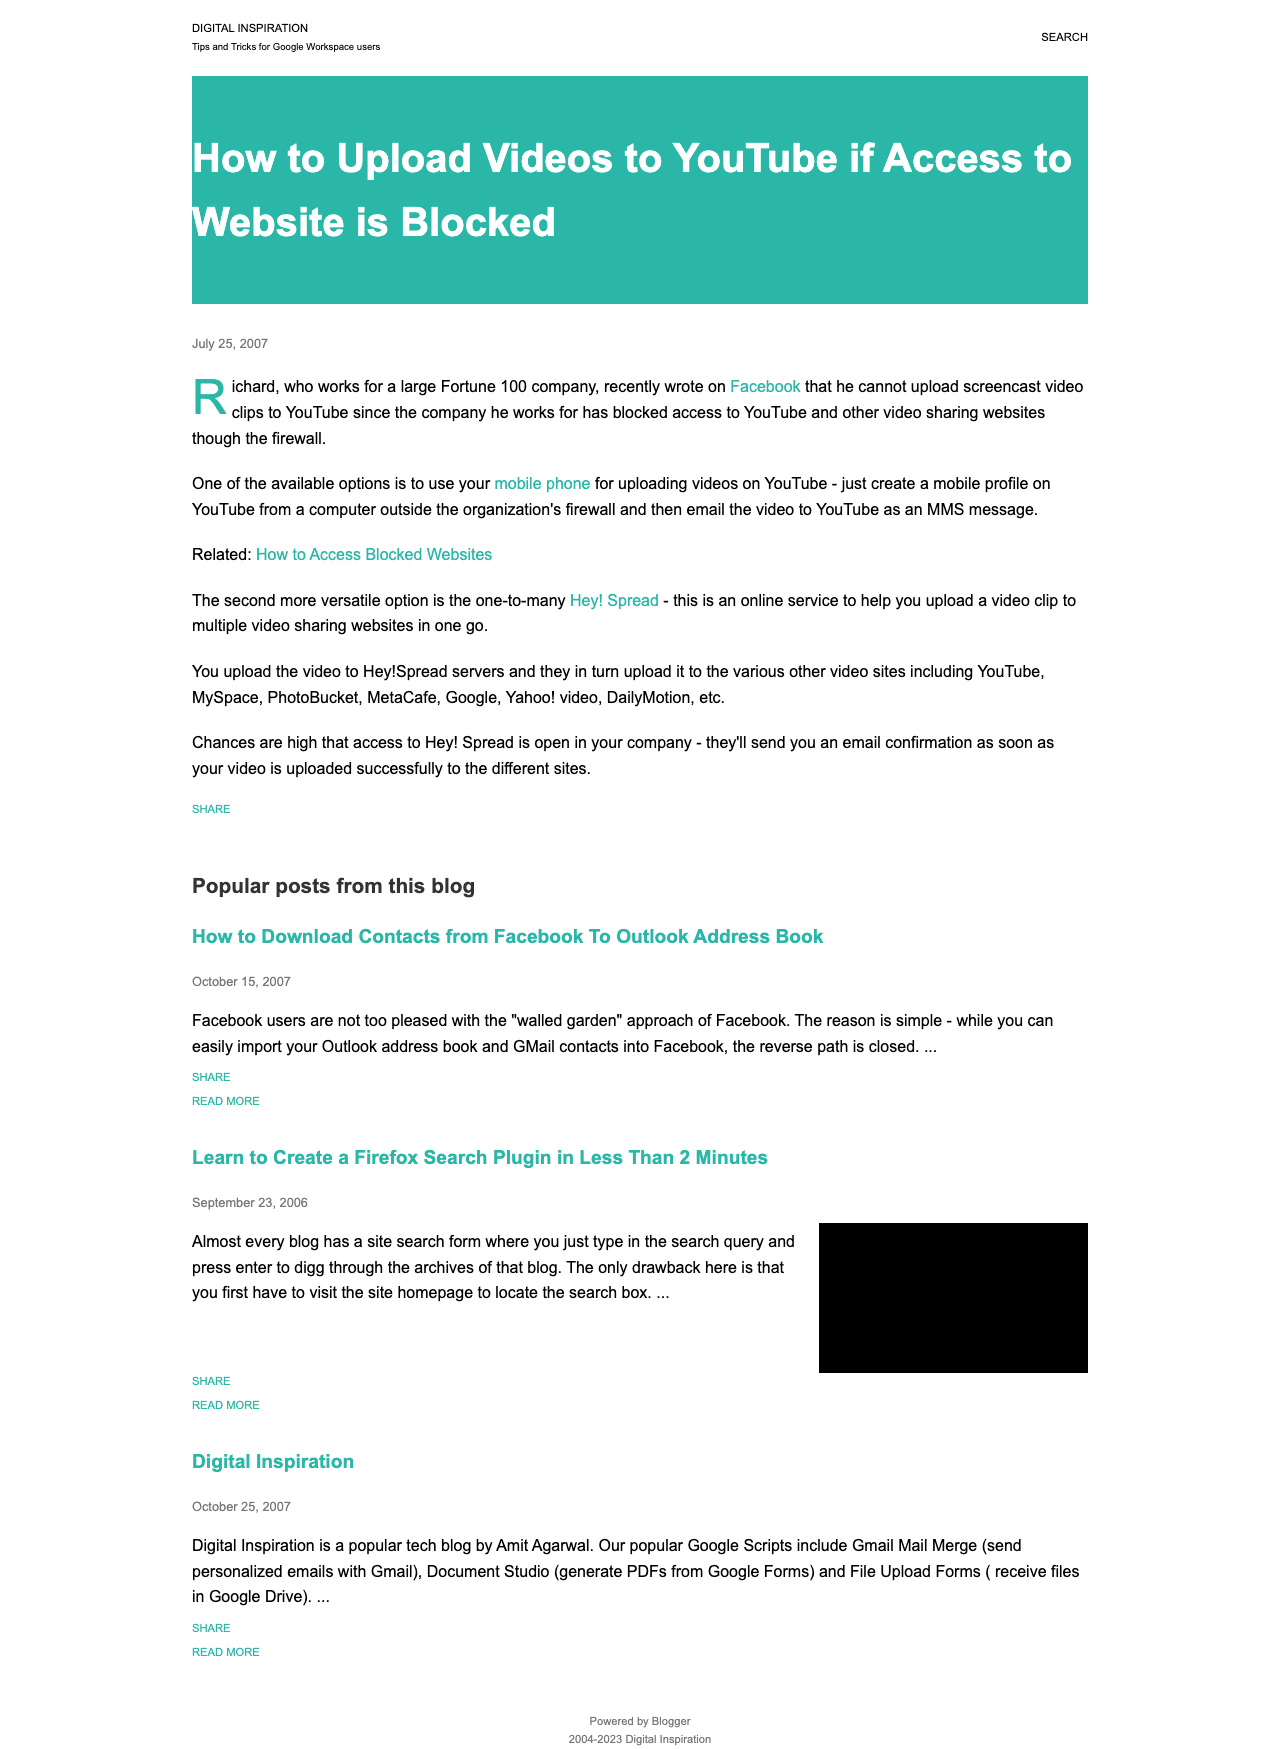 DIGITAL INSPIRATION
Tips and Tricks for Google Workspace users
SEARCH
How to Upload Videos to YouTube if Access to
Website is Blocked
July 25, 2007
Richard, who works for a large Fortune 100 company, recently wrote on Facebook that he cannot upload screencast video
clips to YouTube since the company he works for has blocked access to YouTube and other video sharing websites
though the firewall.
One of the available options is to use your mobile phone for uploading videos on YouTube - just create a mobile profile on
YouTube from a computer outside the organization's firewall and then email the video to YouTube as an MMS message.
Related: How to Access Blocked Websites
The second more versatile option is the one-to-many Hey! Spread - this is an online service to help you upload a video clip to
multiple video sharing websites in one go.
You upload the video to Hey!Spread servers and they in turn upload it to the various other video sites including YouTube,
MySpace, PhotoBucket, MetaCafe, Google, Yahoo! video, DailyMotion, etc.
Chances are high that access to Hey! Spread is open in your company - they'll send you an email confirmation as soon as
your video is uploaded successfully to the different sites.
SHARE
Popular posts from this blog
How to Download Contacts from Facebook To Outlook Address Book
October 15, 2007
Facebook users are not too pleased with the "walled garden" approach of Facebook. The reason is simple - while you can
easily import your Outlook address book and GMail contacts into Facebook, the reverse path is closed. ...
SHARE
READ MORE
Learn to Create a Firefox Search Plugin in Less Than 2 Minutes
September 23, 2006
Almost every blog has a site search form where you just type in the search query and
press enter to digg through the archives of that blog. The only drawback here is that
you first have to visit the site homepage to locate the search box. ...
SHARE
READ MORE
Digital Inspiration
October 25, 2007
Digital Inspiration is a popular tech blog by Amit Agarwal. Our popular Google Scripts include Gmail Mail Merge (send
personalized emails with Gmail), Document Studio (generate PDFs from Google Forms) and File Upload Forms ( receive files
in Google Drive). ...
SHARE
READ MORE
Powered by Blogger
2004-2023 Digital Inspiration